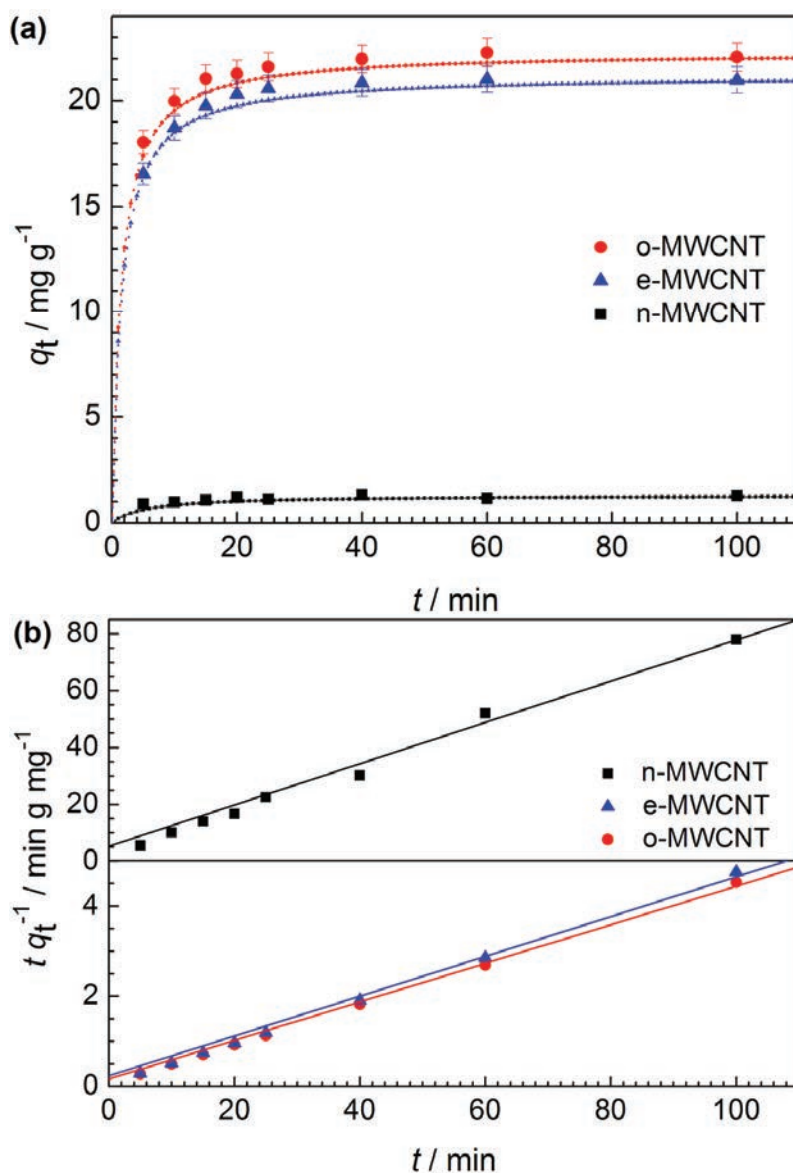 (a)
20
15
10
5
0
q_t / mg g⁻¹
o-MWCNT
e-MWCNT
n-MWCNT
0 20 40 60 80 100
t / min
(b)
80
60
40
20
0
4
2
0
t q_t⁻¹ / min g mg⁻¹
n-MWCNT
e-MWCNT
o-MWCNT
0 20 40 60 80 100
t / min